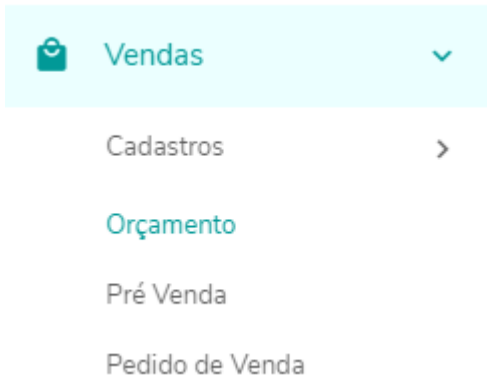 Vendas
Cadastros
Orçamento
Pré Venda
Pedido de Venda